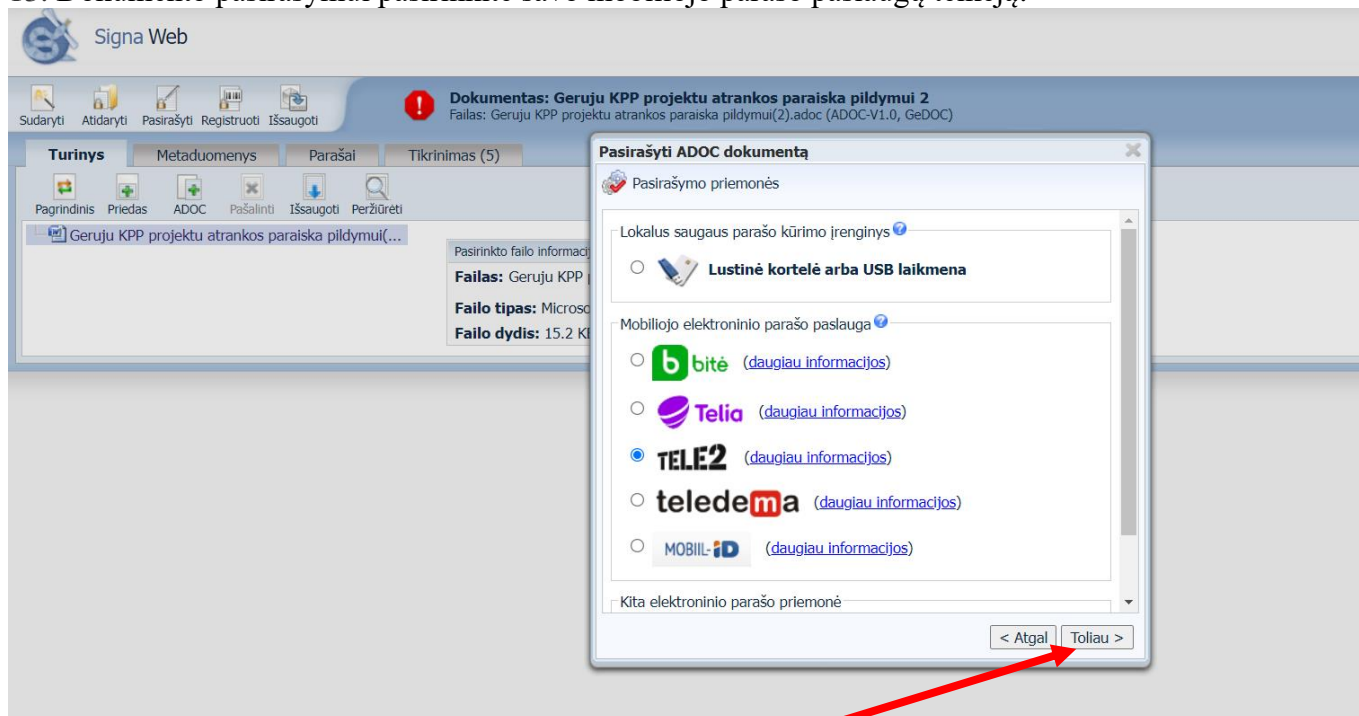 Signa Web
Sudaryti Atidaryti Pasirašyti Registruoti Išsaugoti
Dokumentas: Geruju KPP projektu atrankos paraiska pildymui 2
Failas: Geruju KPP projektu atrankos paraiska pildymui(2).adoc (ADOC-V1.0, GeDOC)
Turinys Metaduomenys Parašai Tikrinimas (5)
Pagrindinis Priedas ADOC Pašalinti Išsaugoti Peržiūrėti
Geruju KPP projektu atrankos paraiska pildymui(...
Pasirinkto failo
Failas: Geruju KPP
Failo tipas:
Failo dydis: 15.2
Pasirašyti ADOC dokumentą
Pasirašymo priemonės
Lokalus saugaus parašo kūrimo įrenginys
Lustinė kortelė arba USB laikmena
Mobiliojo elektroninio parašo paslauga
bitė (daugiau informacijos)
Telia (daugiau informacijos)
TELE2 (daugiau informacijos)
teledema (daugiau informacijos)
MOBIIL-iD (daugiau informacijos)
Kita elektroninio parašo priemonė
< Atgal Toliau >